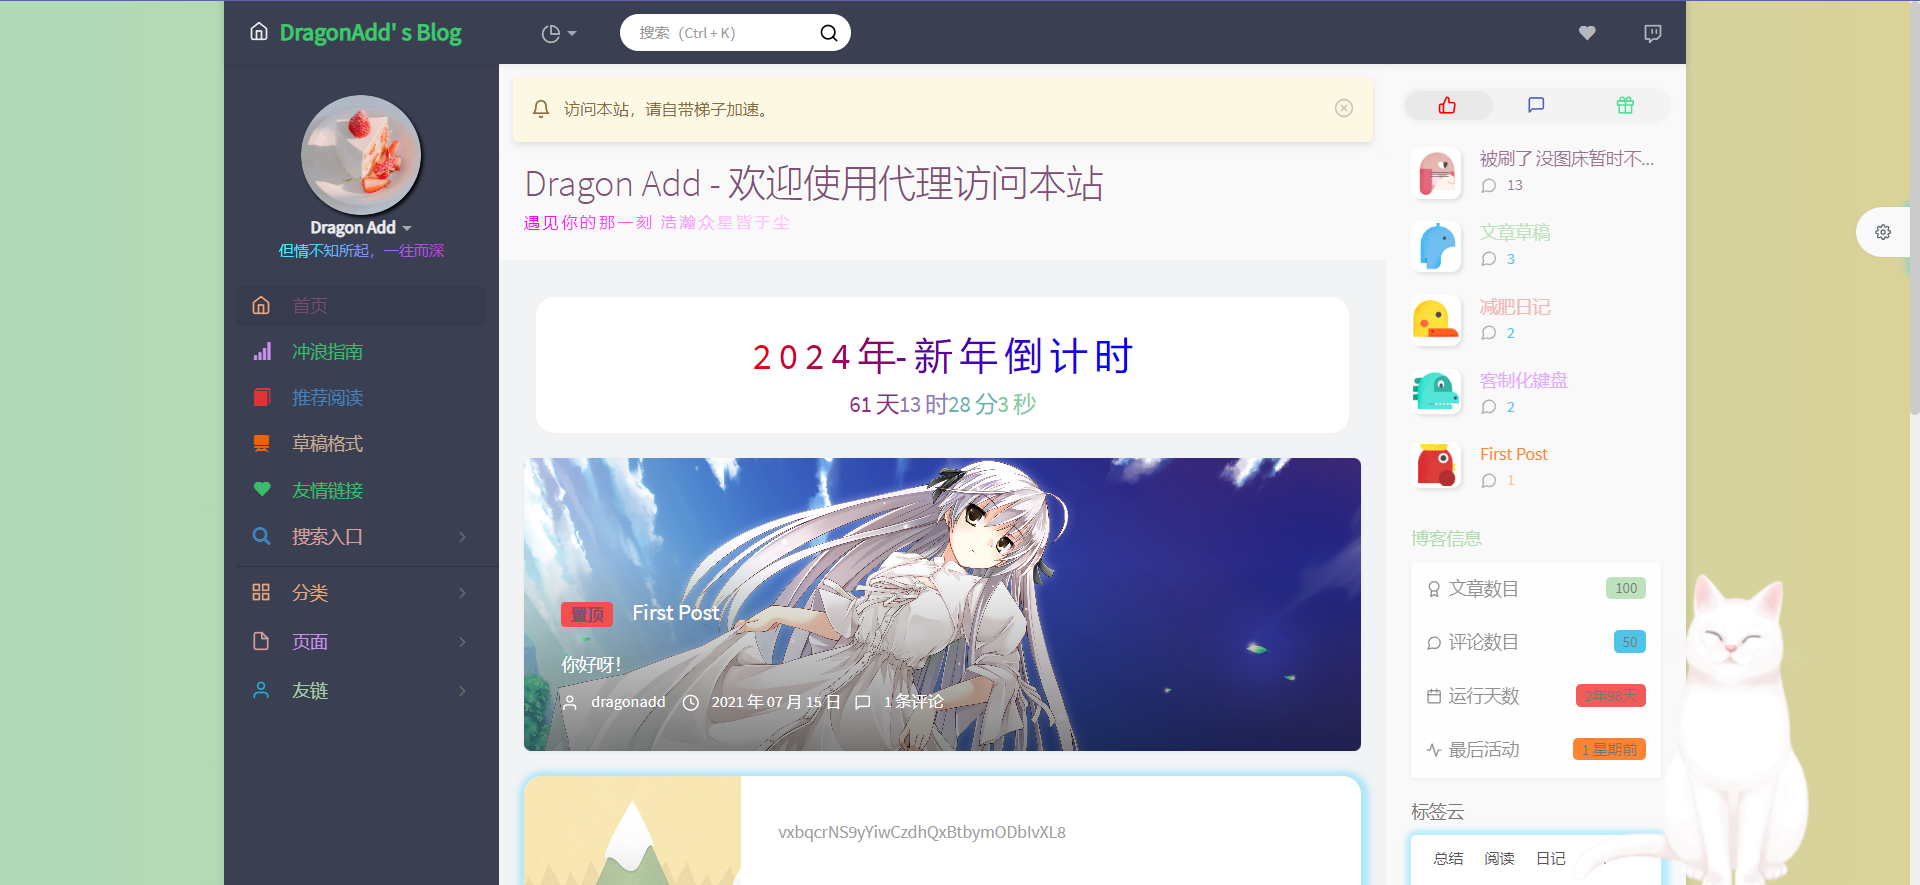 DragonAdd' s Blog
搜索（Ctrl + K）
Dragon Add
但情不知所起，一往而深
首页
冲浪指南
推荐阅读
草稿格式
友情链接
搜索入口
分类
页面
友链
访问本站，请自带梯子加速。
Dragon Add - 欢迎使用代理访问本站
遇见你的那一刻 浩瀚众星皆于尘
2024年-新年倒计时
61 天13 时28 分3 秒
置顶 First Post
你好呀！
dragonadd 2021 年 07 月 15 日 1 条评论
vxbqcrNS9yYiwCzdhQxBtbymODbIvXL8
被刷了 没图床暂时不...
13
文章草稿
3
减肥日记
2
客制化键盘
2
First Post
1
博客信息
文章数目 100
评论数目 50
运行天数 2年98天
最后活动 1 星期前
标签云
总结 阅读 日记